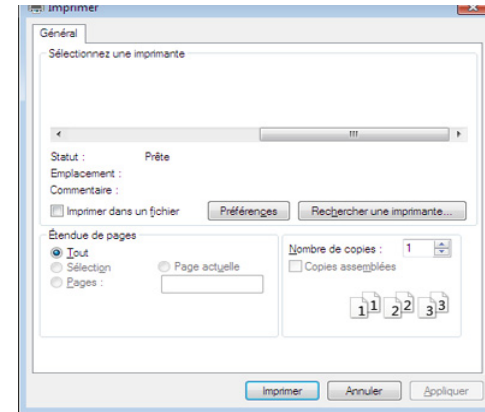 Imprimer
Général
Sélectionnez une imprimante
Statut : Prête
Emplacement :
Commentaire :
Imprimer dans un fichier Préférences Rechercher une imprimante...
Étendue de pages
Tout
Sélection Page actuelle
Pages :
Nombre de copies : 1
Copies assemblées
1 1 2 2 3 3
Imprimer Annuler Appliquer